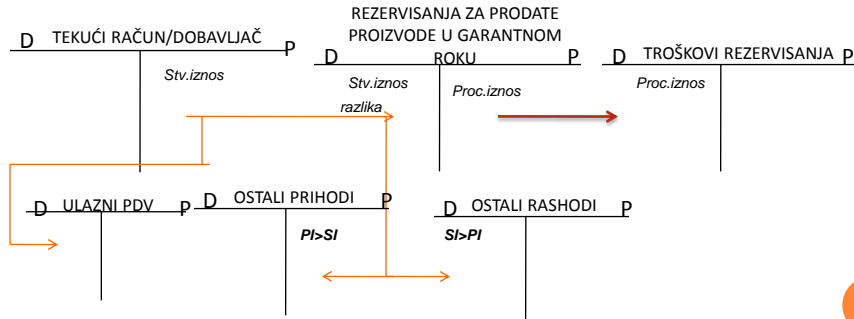 D TEKUĆI RAČUN/DOBAVLJAČ P
Stv.iznos
REZERVISANJA ZA PRODATE
PROIZVODE U GARANTNOM
D ROKU P
Stv.iznos Proc.iznos
razlika
D TROŠKOVI REZERVISANJA P
Proc.iznos
D ULAZNI PDV P
D OSTALI PRIHODI P
PI>SI
D OSTALI RASHODI P
SI>PI